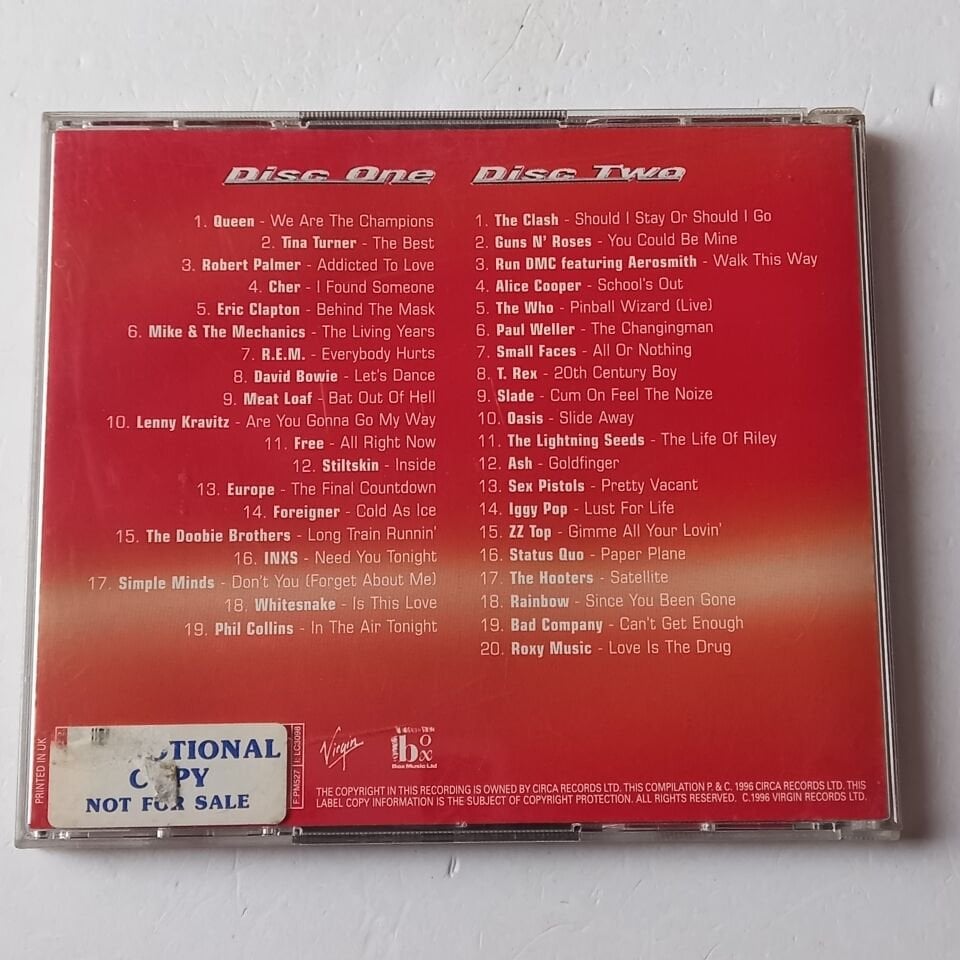 Disc One
1. Queen - We Are The Champions
2. Tina Turner - The Best
3. Robert Palmer - Addicted To Love
4. Cher - I Found Someone
5. Eric Clapton - Behind The Mask
6. Mike & The Mechanics - The Living Years
7. R.E.M. - Everybody Hurts
8. David Bowie - Let's Dance
9. Meat Loaf - Bat Out Of Hell
10. Lenny Kravitz - Are You Gonna Go My Way
11. Free - All Right Now
12. Stiltskin - Inside
13. Europe - The Final Countdown
14. Foreigner - Cold As Ice
15. The Doobie Brothers - Long Train Runnin'
16. INXS - Need You Tonight
17. Simple Minds - Don't You (Forget About Me)
18. Whitesnake - Is This Love
19. Phil Collins - In The Air Tonight
Disc Two
1. The Clash - Should I Stay Or Should I Go
2. Guns N' Roses - You Could Be Mine
3. Run DMC featuring Aerosmith - Walk This Way
4. Alice Cooper - School's Out
5. The Who - Pinball Wizard (Live)
6. Paul Weller - The Changingman
7. Small Faces - All Or Nothing
8. T. Rex - 20th Century Boy
9. Slade - Cum On Feel The Noize
10. Oasis - Slide Away
11. The Lightning Seeds - The Life Of Riley
12. Ash - Goldfinger
13. Sex Pistols - Pretty Vacant
14. Iggy Pop - Lust For Life
15. ZZ Top - Gimme All Your Lovin'
16. Status Quo - Paper Plane
17. The Hooters - Satellite
18. Rainbow - Since You Been Gone
19. Bad Company - Can't Get Enough
20. Roxy Music - Love Is The Drug
PRINTED IN UK
OTIONAL
COPY
NOT FOR SALE
F:PM527 LC3098
Virgin
box
Box Music Ltd
THE COPYRIGHT IN THIS RECORDING IS OWNED BY CIRCA RECORDS LTD. THIS COMPILATION P. & C. 1996 CIRCA RECORDS LTD. THIS
LABEL COPY INFORMATION IS THE SUBJECT OF COPYRIGHT PROTECTION. ALL RIGHTS RESERVED. C.1996 VIRGIN RECORDS LTD.